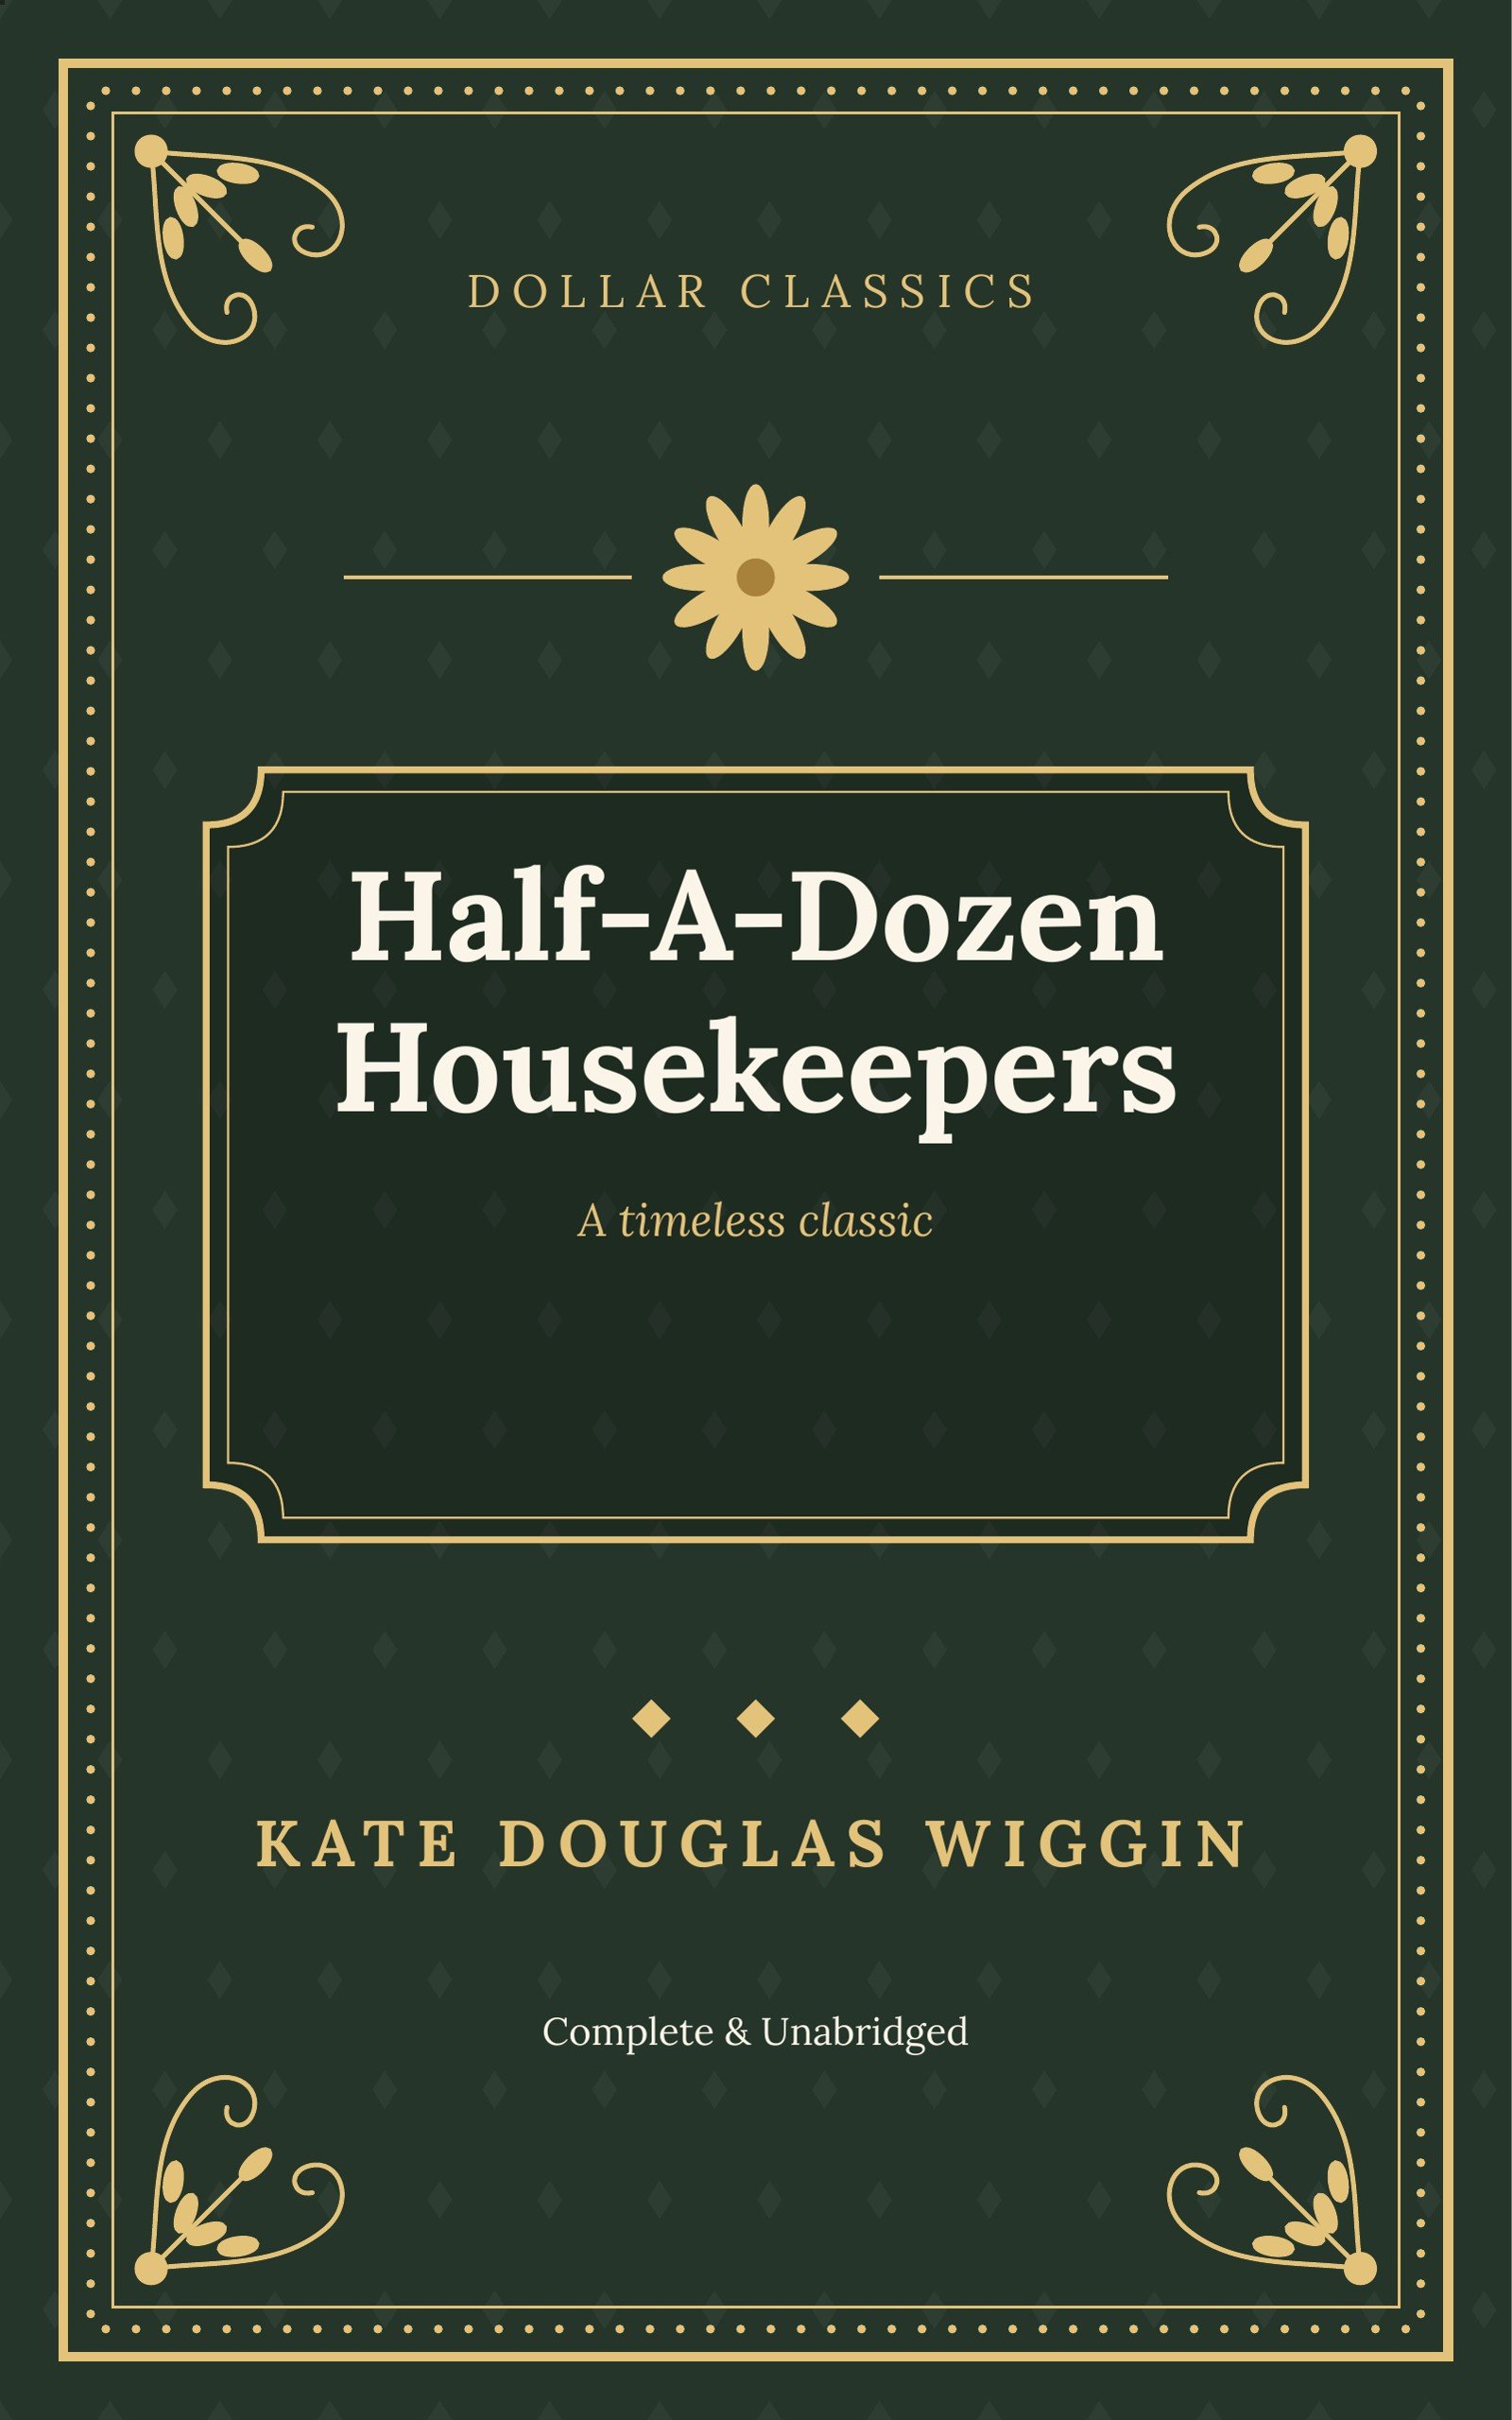 DOLLAR CLASSICS
Half-A-Dozen
Housekeepers
A timeless classic
KATE DOUGLAS WIGGIN
Complete & Unabridged